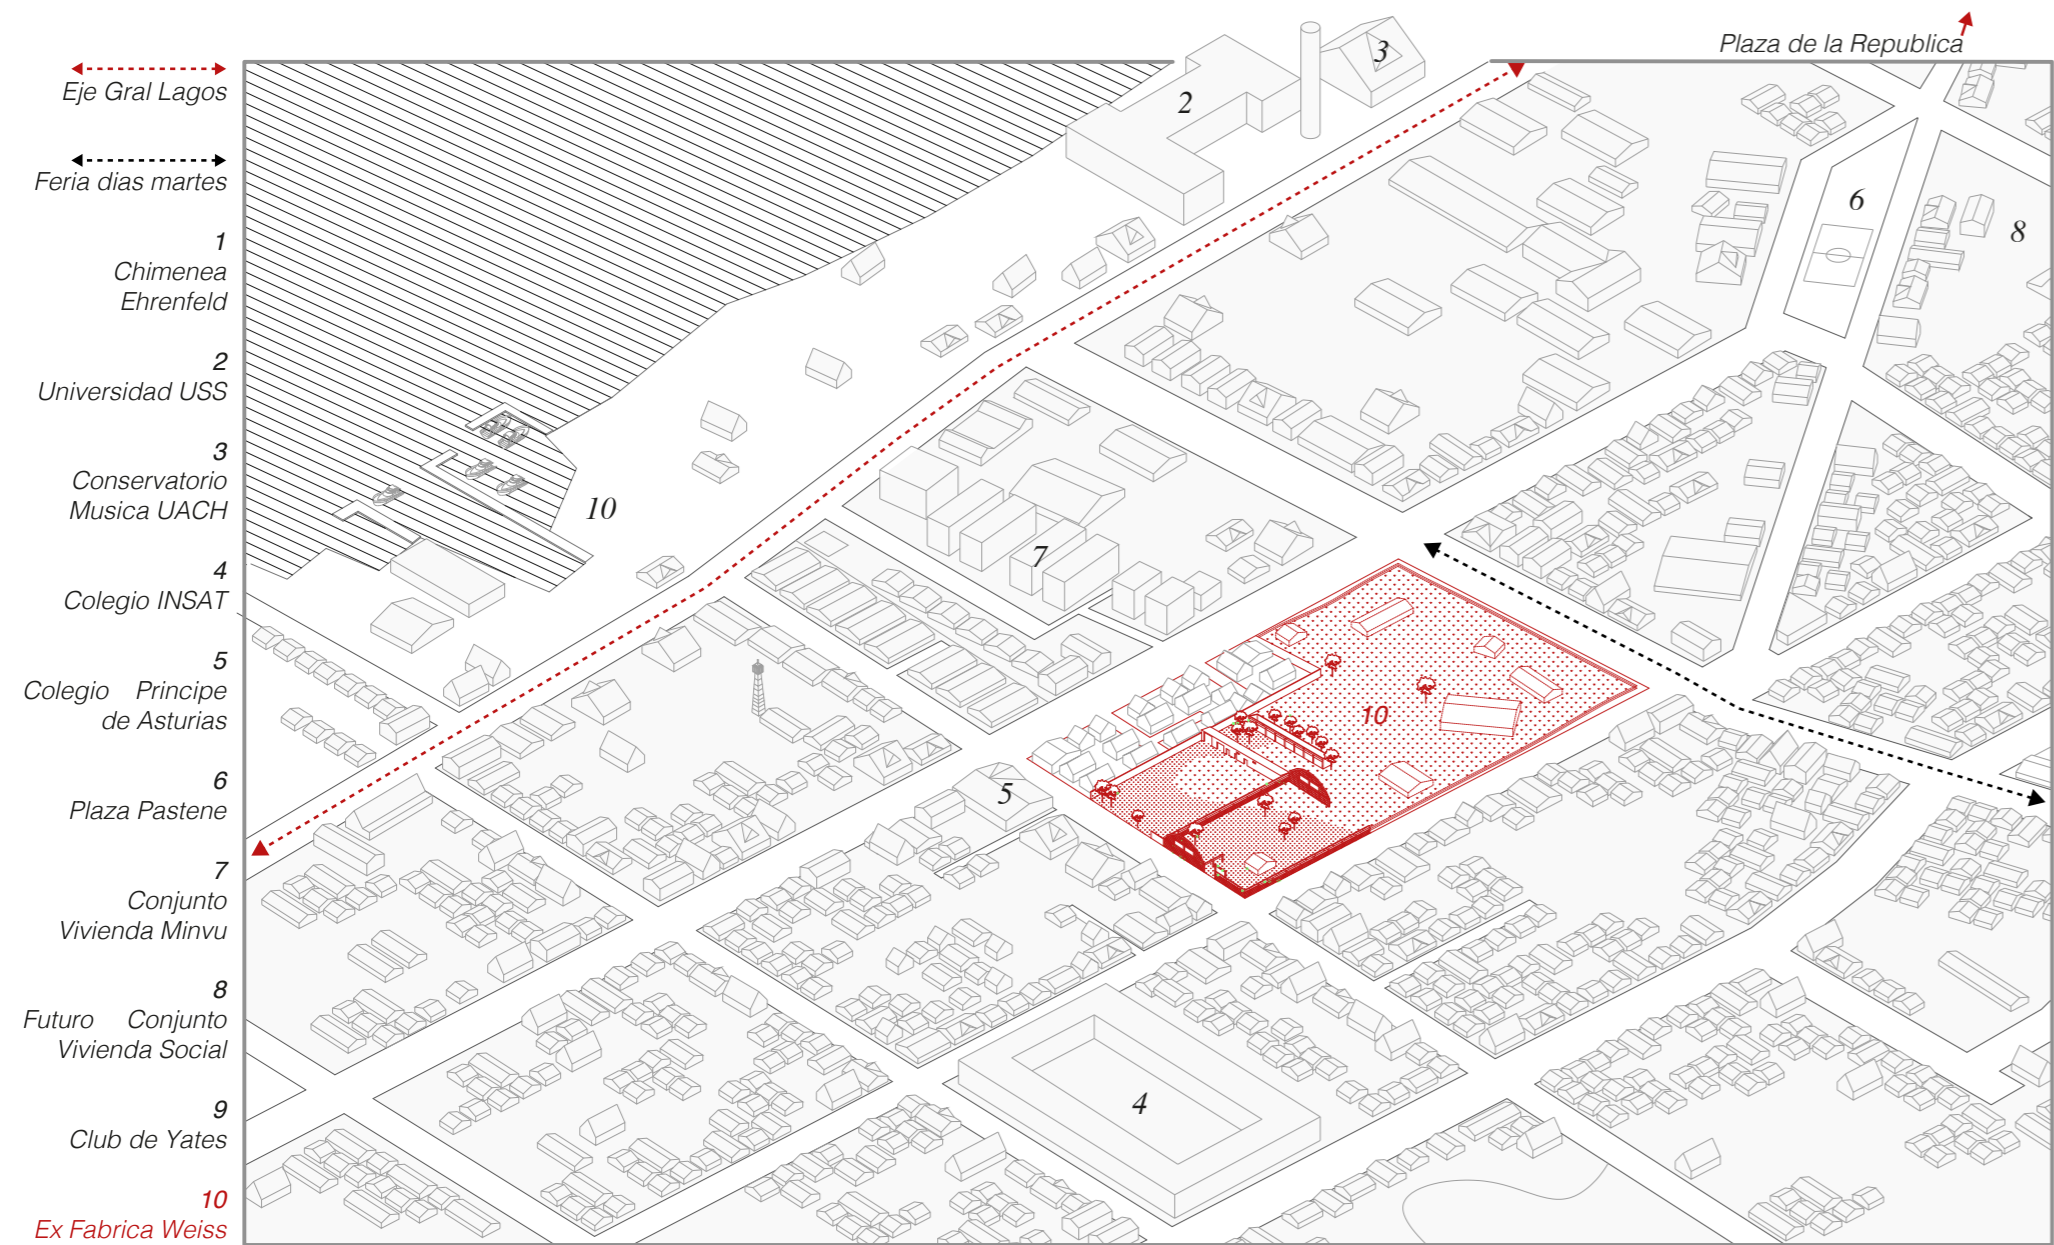 Eje Gral Lagos
Feria dias martes
1
Chimenea
Ehrenfeld
2
Universidad USS
3
Conservatorio
Musica UACH
4
Colegio INSAT
5
Colegio Principe
de Asturias
6
Plaza Pastene
7
Conjunto
Vivienda Minvu
8
Futuro Conjunto
Vivienda Social
9
Club de Yates
10
Ex Fabrica Weiss
Plaza de la Republica
3
2
6
8
10
7
10
5
4